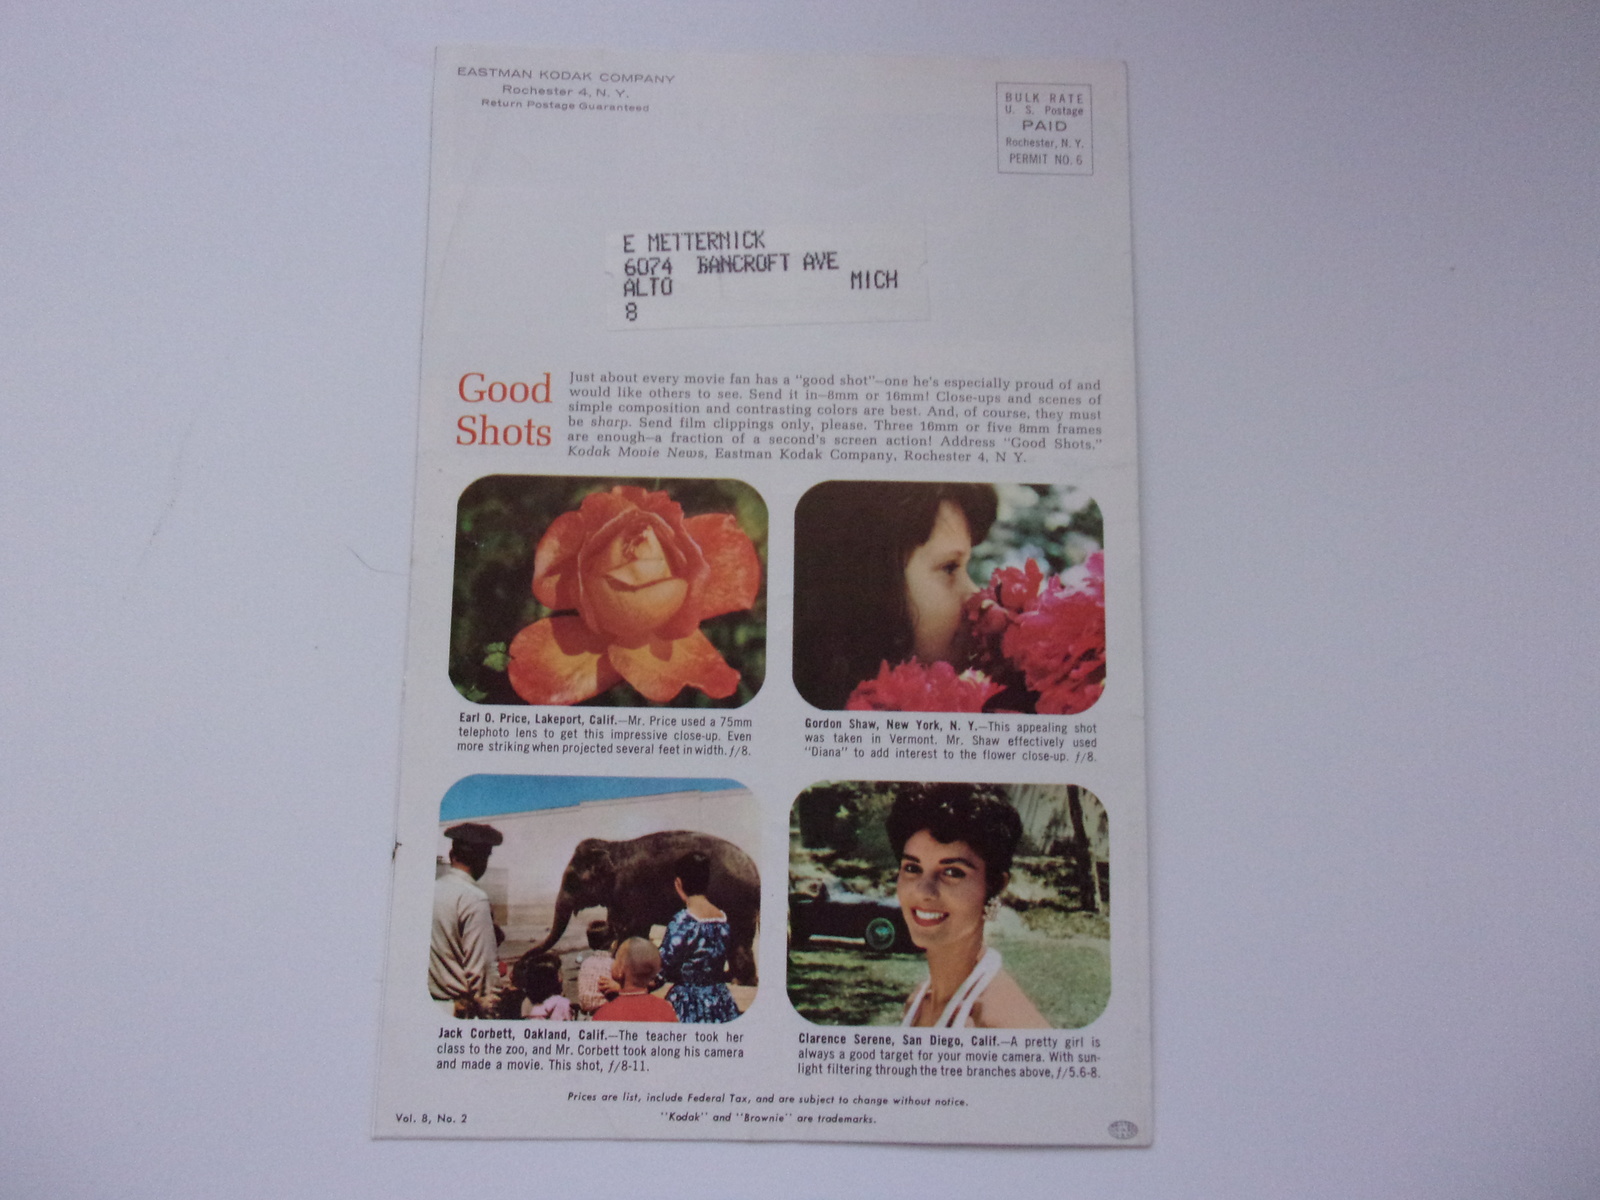 EASTMAN KODAK COMPANY
Rochester 4, N. Y.
Return Postage Guaranteed
BULK RATE
U. S. Postage
PAID
Rochester, N. Y.
PERMIT NO. 6
E METTERNICK
6074 BANCROFT AVE
ALTO MICH
8
Good
Shots
Just about every movie fan has a "good shot"—one he's especially proud of and
would like others to see. Send it in—8mm or 16mm! Close-ups and scenes of
simple composition and contrasting colors are best. And, of course, they must
be sharp. Send film clippings only, please. Three 16mm or five 8mm frames
are enough—a fraction of a second's screen action! Address "Good Shots."
Kodak Movie News, Eastman Kodak Company, Rochester 4, N Y.
Earl O. Price, Lakeport, Calif.—Mr. Price used a 75mm
telephoto lens to get this impressive close-up. Even
more striking when projected several feet in width. f/8.
Gordon Shaw, New York, N. Y.—This appealing shot
was taken in Vermont. Mr. Shaw effectively used
"Diana" to add interest to the flower close-up. f/8.
Jack Corbett, Oakland, Calif.—The teacher took her
class to the zoo, and Mr. Corbett took along his camera
and made a movie. This shot, f/8-11.
Clarence Serene, San Diego, Calif.—A pretty girl is
always a good target for your movie camera. With sun-
light filtering through the tree branches above, f/5.6-8.
Prices are list, include Federal Tax, and are subject to change without notice.
"Kodak" and "Brownie" are trademarks.
Vol. 8, No. 2